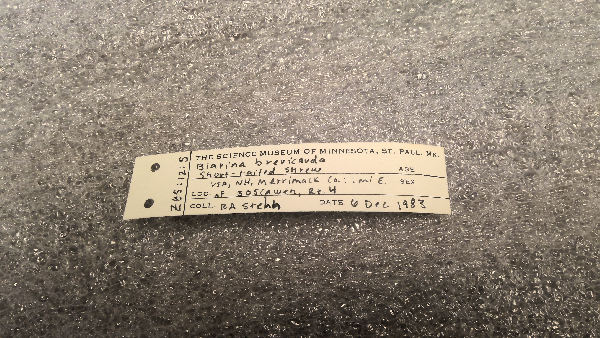 THE SCIENCE MUSEUM OF MINNESOTA, ST. PAUL, MN.
Blarina brevicauda
Short-tailed shrew AGE
NH, Merrimack Co.: mi E. SEX
LOC of Boscawen, Rt. 4
COLL. RA Stehn DATE 6 Dec 1983